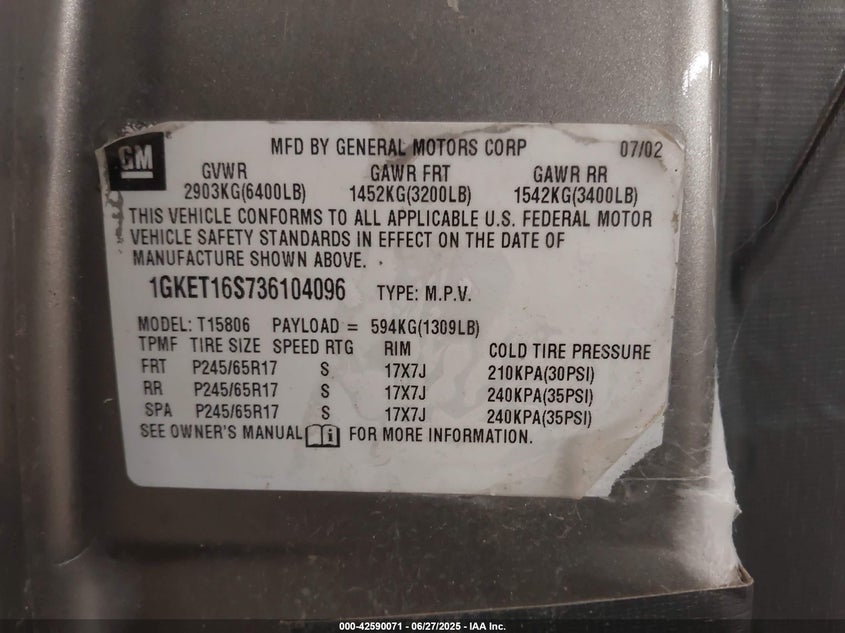 GM
MFD BY GENERAL MOTORS CORP 07/02
GVWR GAWR FRT GAWR RR
2903KG(6400LB) 1452KG(3200LB) 1542KG(3400LB)
THIS VEHICLE CONFORMS TO ALL APPLICABLE U.S. FEDERAL MOTOR
VEHICLE SAFETY STANDARDS IN EFFECT ON THE DATE OF
MANUFACTURE SHOWN ABOVE.
1GKET16S736104096 TYPE: M.P.V.
MODEL: T15806 PAYLOAD = 594KG(1309LB)
TPMF TIRE SIZE SPEED RTG RIM COLD TIRE PRESSURE
FRT P245/65R17 S 17X7J 210KPA(30PSI)
RR P245/65R17 S 17X7J 240KPA(35PSI)
SPA P245/65R17 S 17X7J 240KPA(35PSI)
SEE OWNER'S MANUAL i FOR MORE INFORMATION.
000-42590071 - 06/27/2025 - IAA Inc.